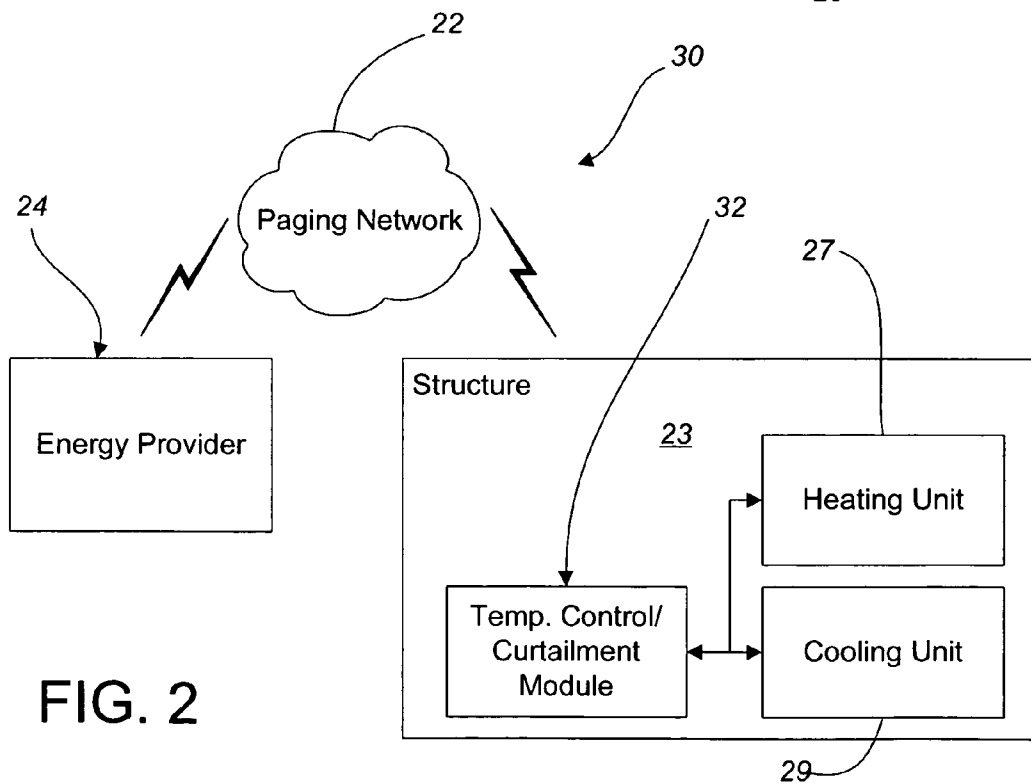 22
30
Paging Network
24
32
27
Energy Provider
Structure
23
Heating Unit
Temp. Control/
Curtailment
Module
Cooling Unit
FIG. 2
29